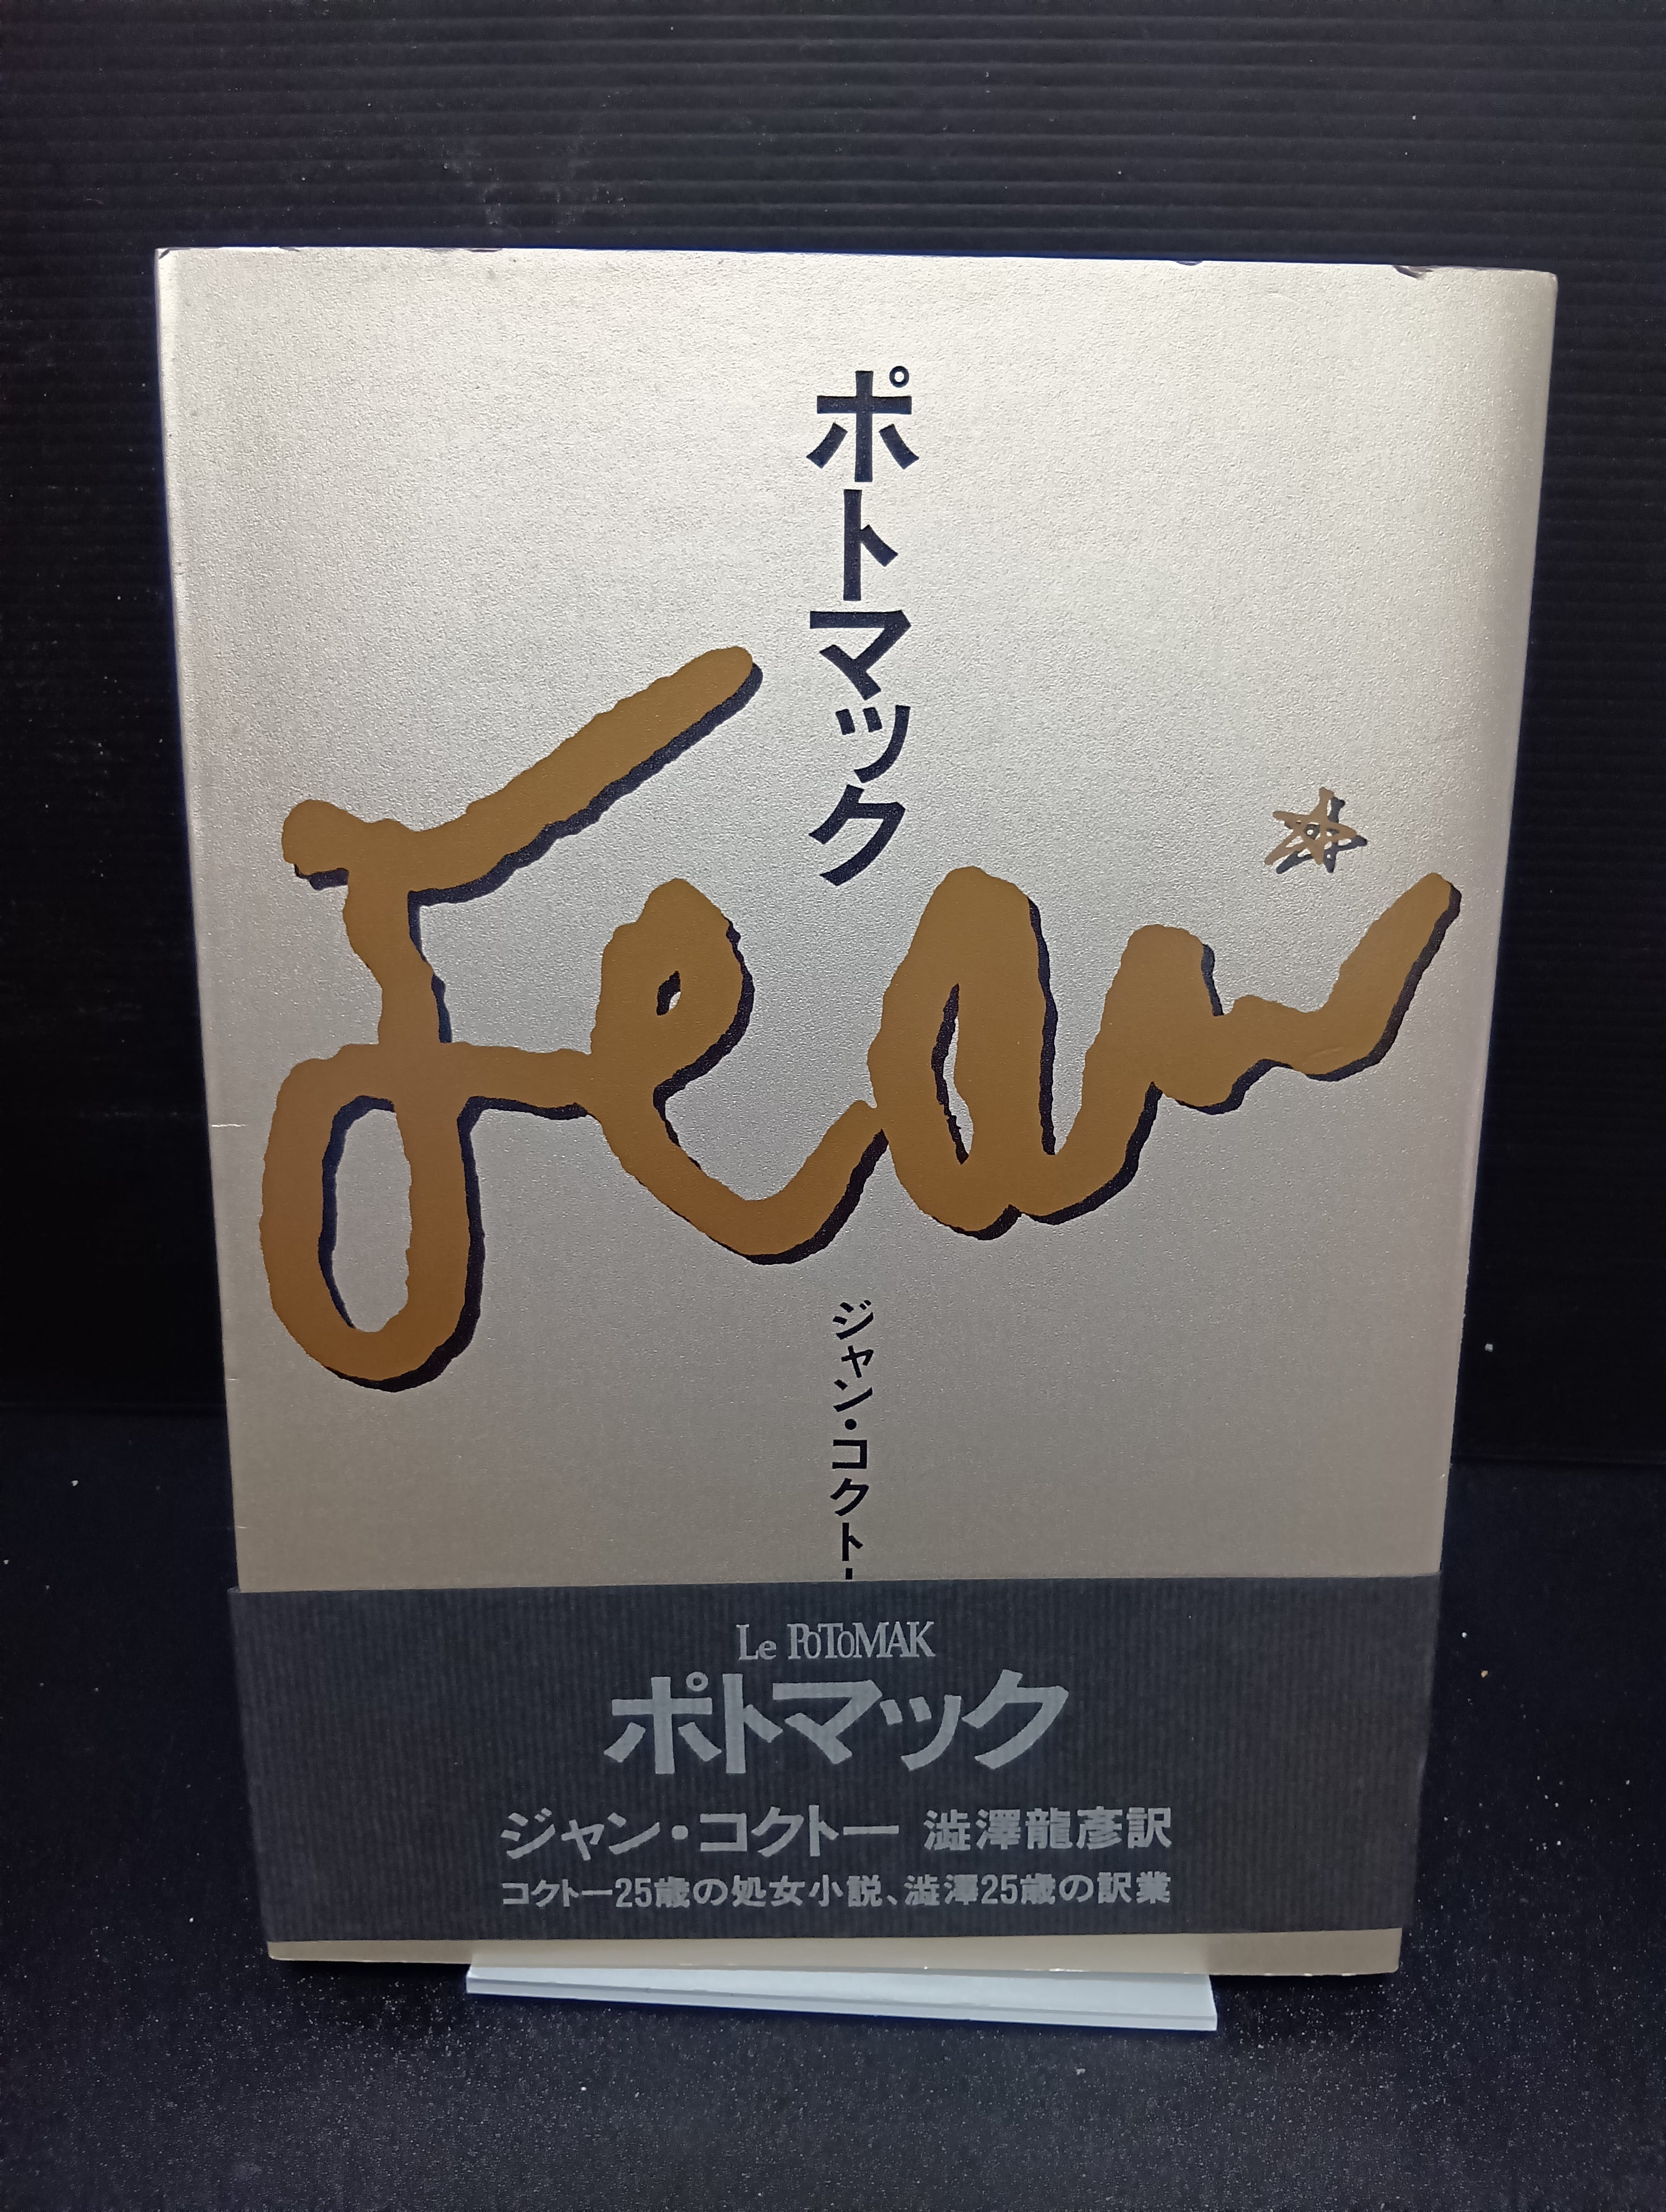 ポトマック
Jean
ジャン・コクトー
Le POTOMAK
ポトマック
ジャン・コクトー 澁澤龍彥訳
コクトー25歳の処女小説、澁澤25歳の訳業